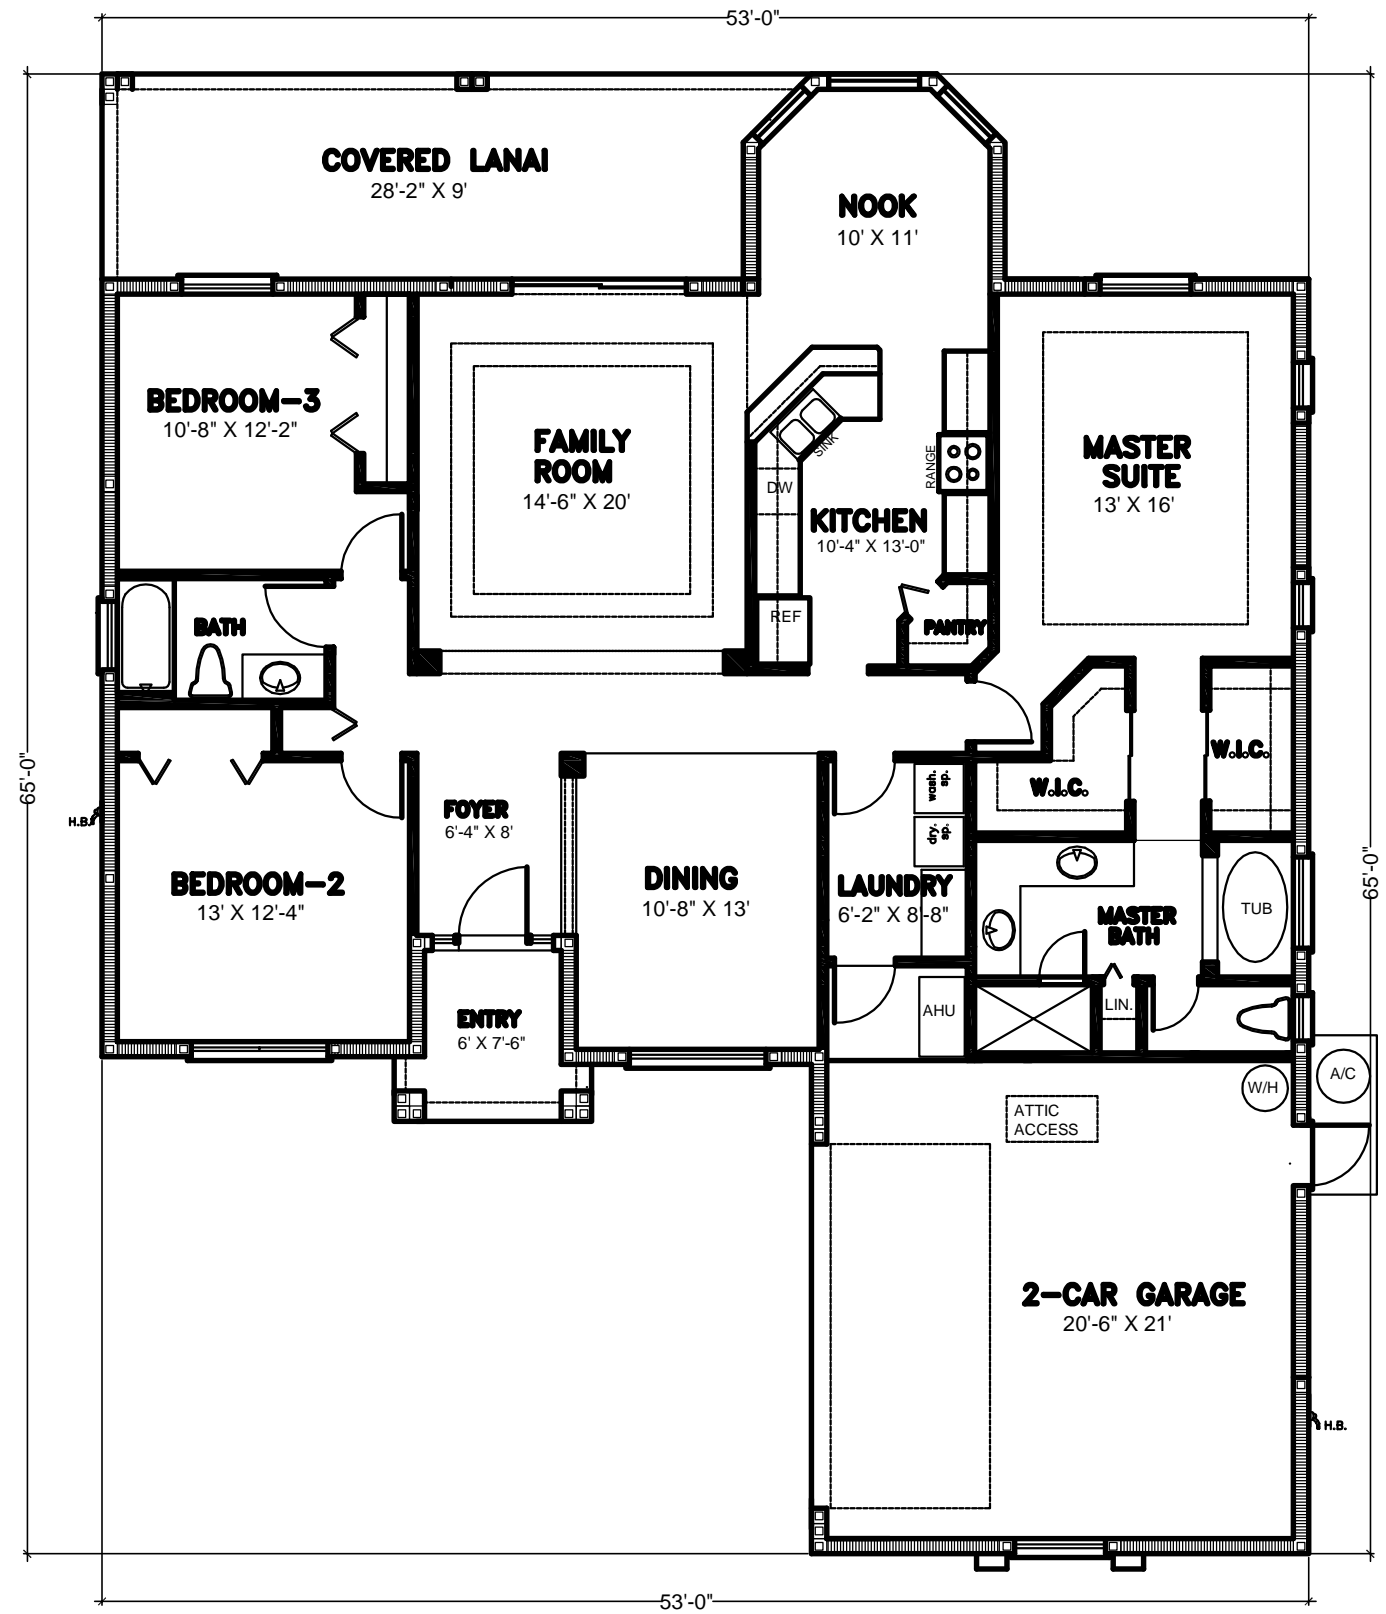 53'-0"
COVERED LANAI
28'-2" X 9'
NOOK
10' X 11'
BEDROOM-3
10'-8" X 12'-2"
FAMILY
ROOM
14'-6" X 20'
SINK
DW
RANGE
KITCHEN
10'-4" X 13'-0"
MASTER
SUITE
13' X 16'
REF
PANTRY
BATH
W.I.C.
W.I.C.
65'-0"
H.B.
FOYER
6'-4" X 8'
wash.
sp.
dry.
sp.
BEDROOM-2
13' X 12'-4"
DINING
10'-8" X 13'
LAUNDRY
6'-2" X 8'-8"
MASTER
BATH
TUB
65'-0"
ENTRY
6' X 7'-6"
AHU
LIN.
W/H
A/C
ATTIC
ACCESS
2-CAR GARAGE
20'-6" X 21'
H.B.
53'-0"